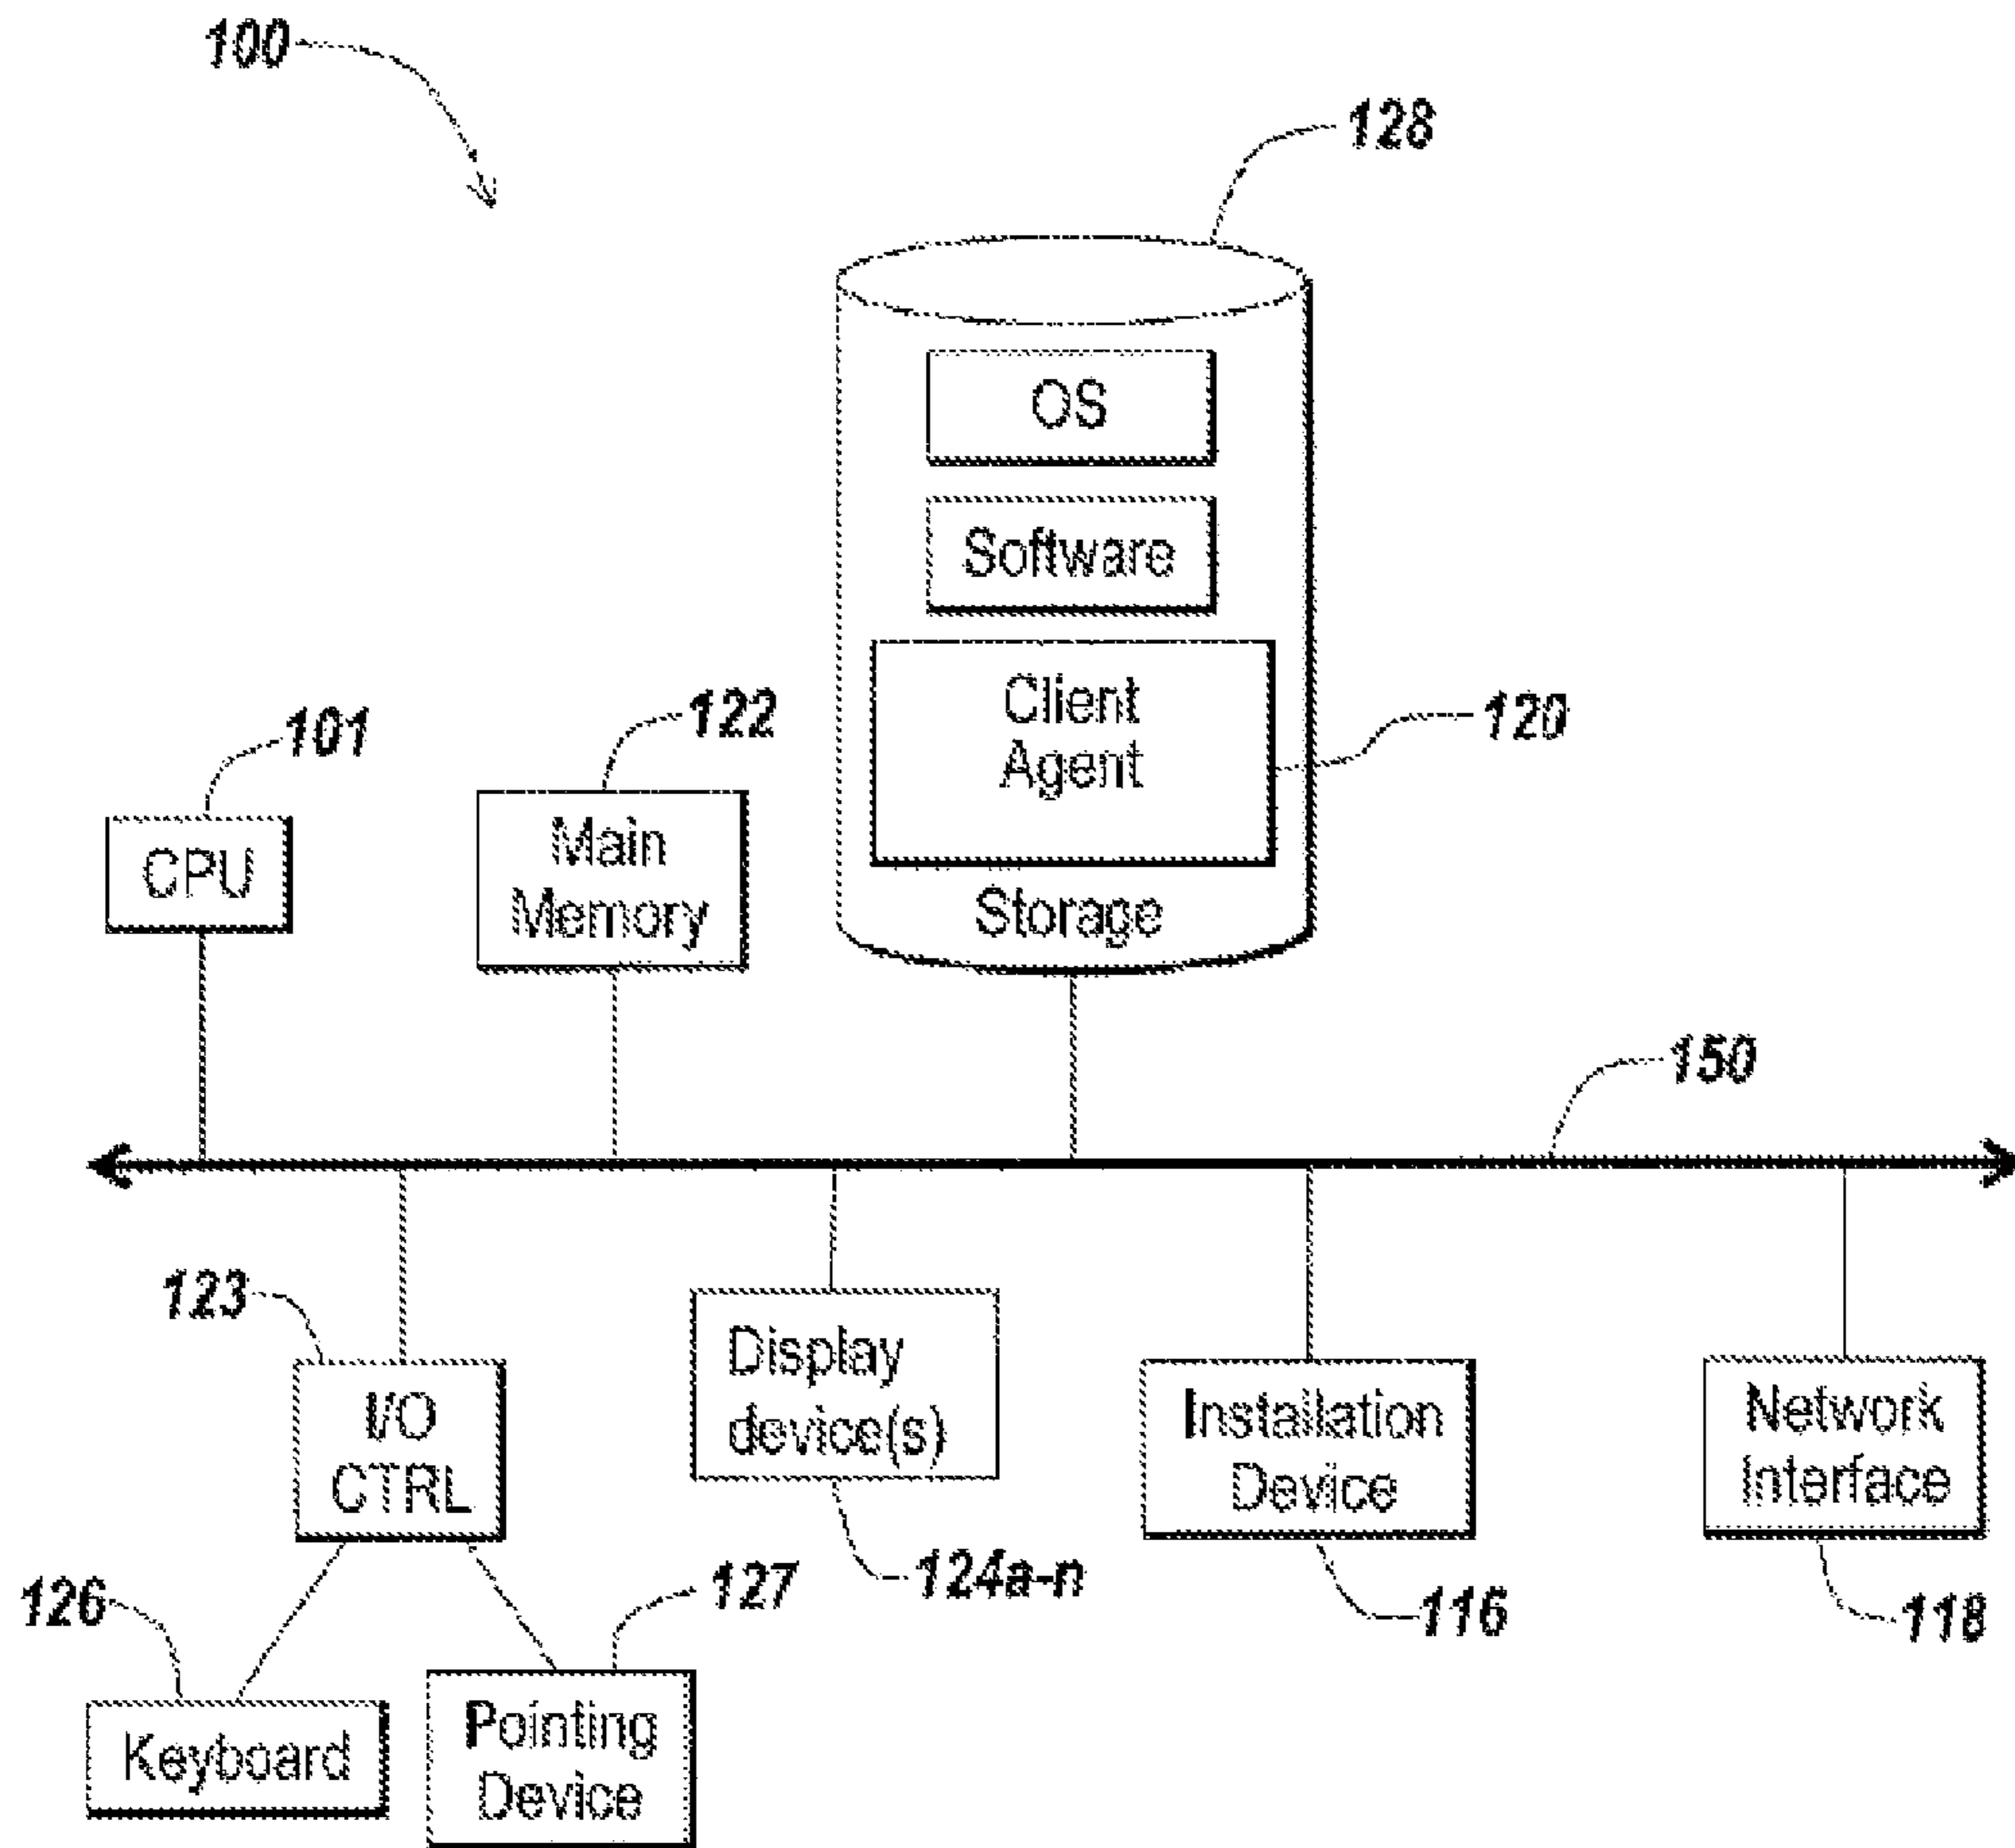 100
128
OS
Software
Client
Agent
120
122
101
CPU
Main
Memory
Storage
150
123
I/O
CTRL
Display
device(s)
Installation
Device
Network
Interface
124a-n
116
118
126
127
Keyboard
Pointing
Device